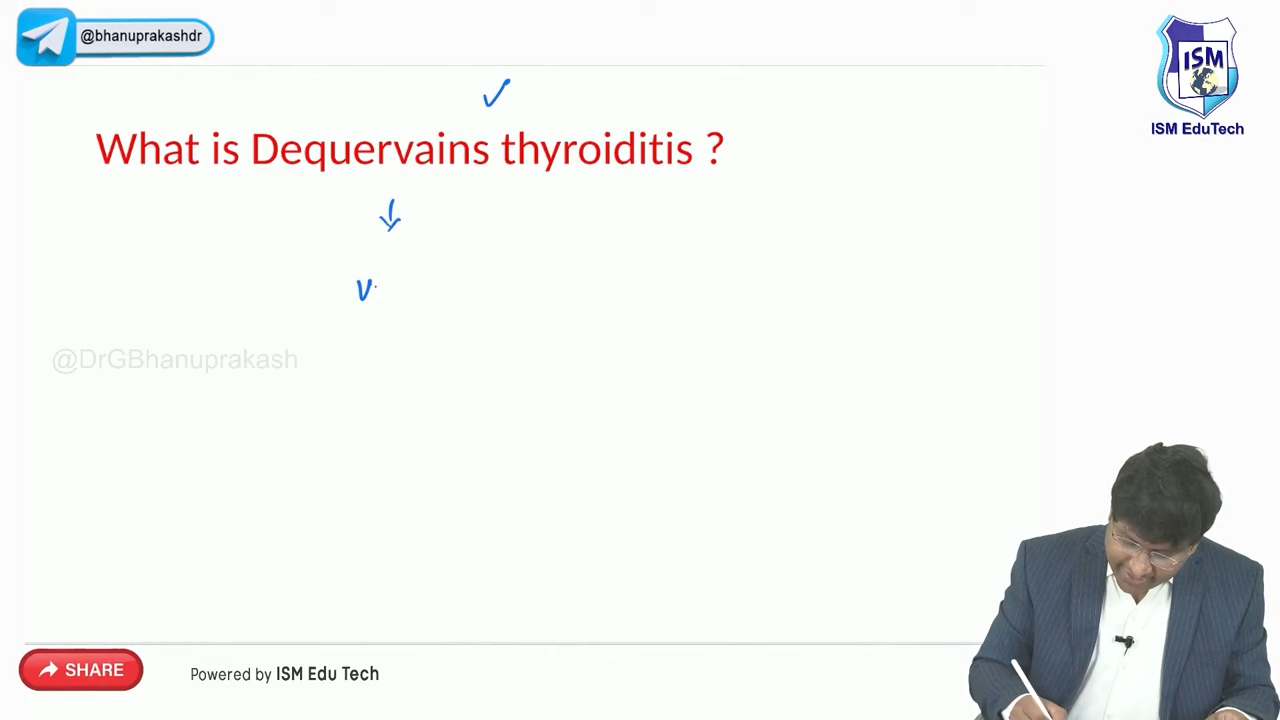 @bhanuprakashdr
ISM
ISM EduTech
What is Dequervains thyroiditis ?
V
@DrGBhanuprakash
SHARE
Powered by ISM Edu Tech